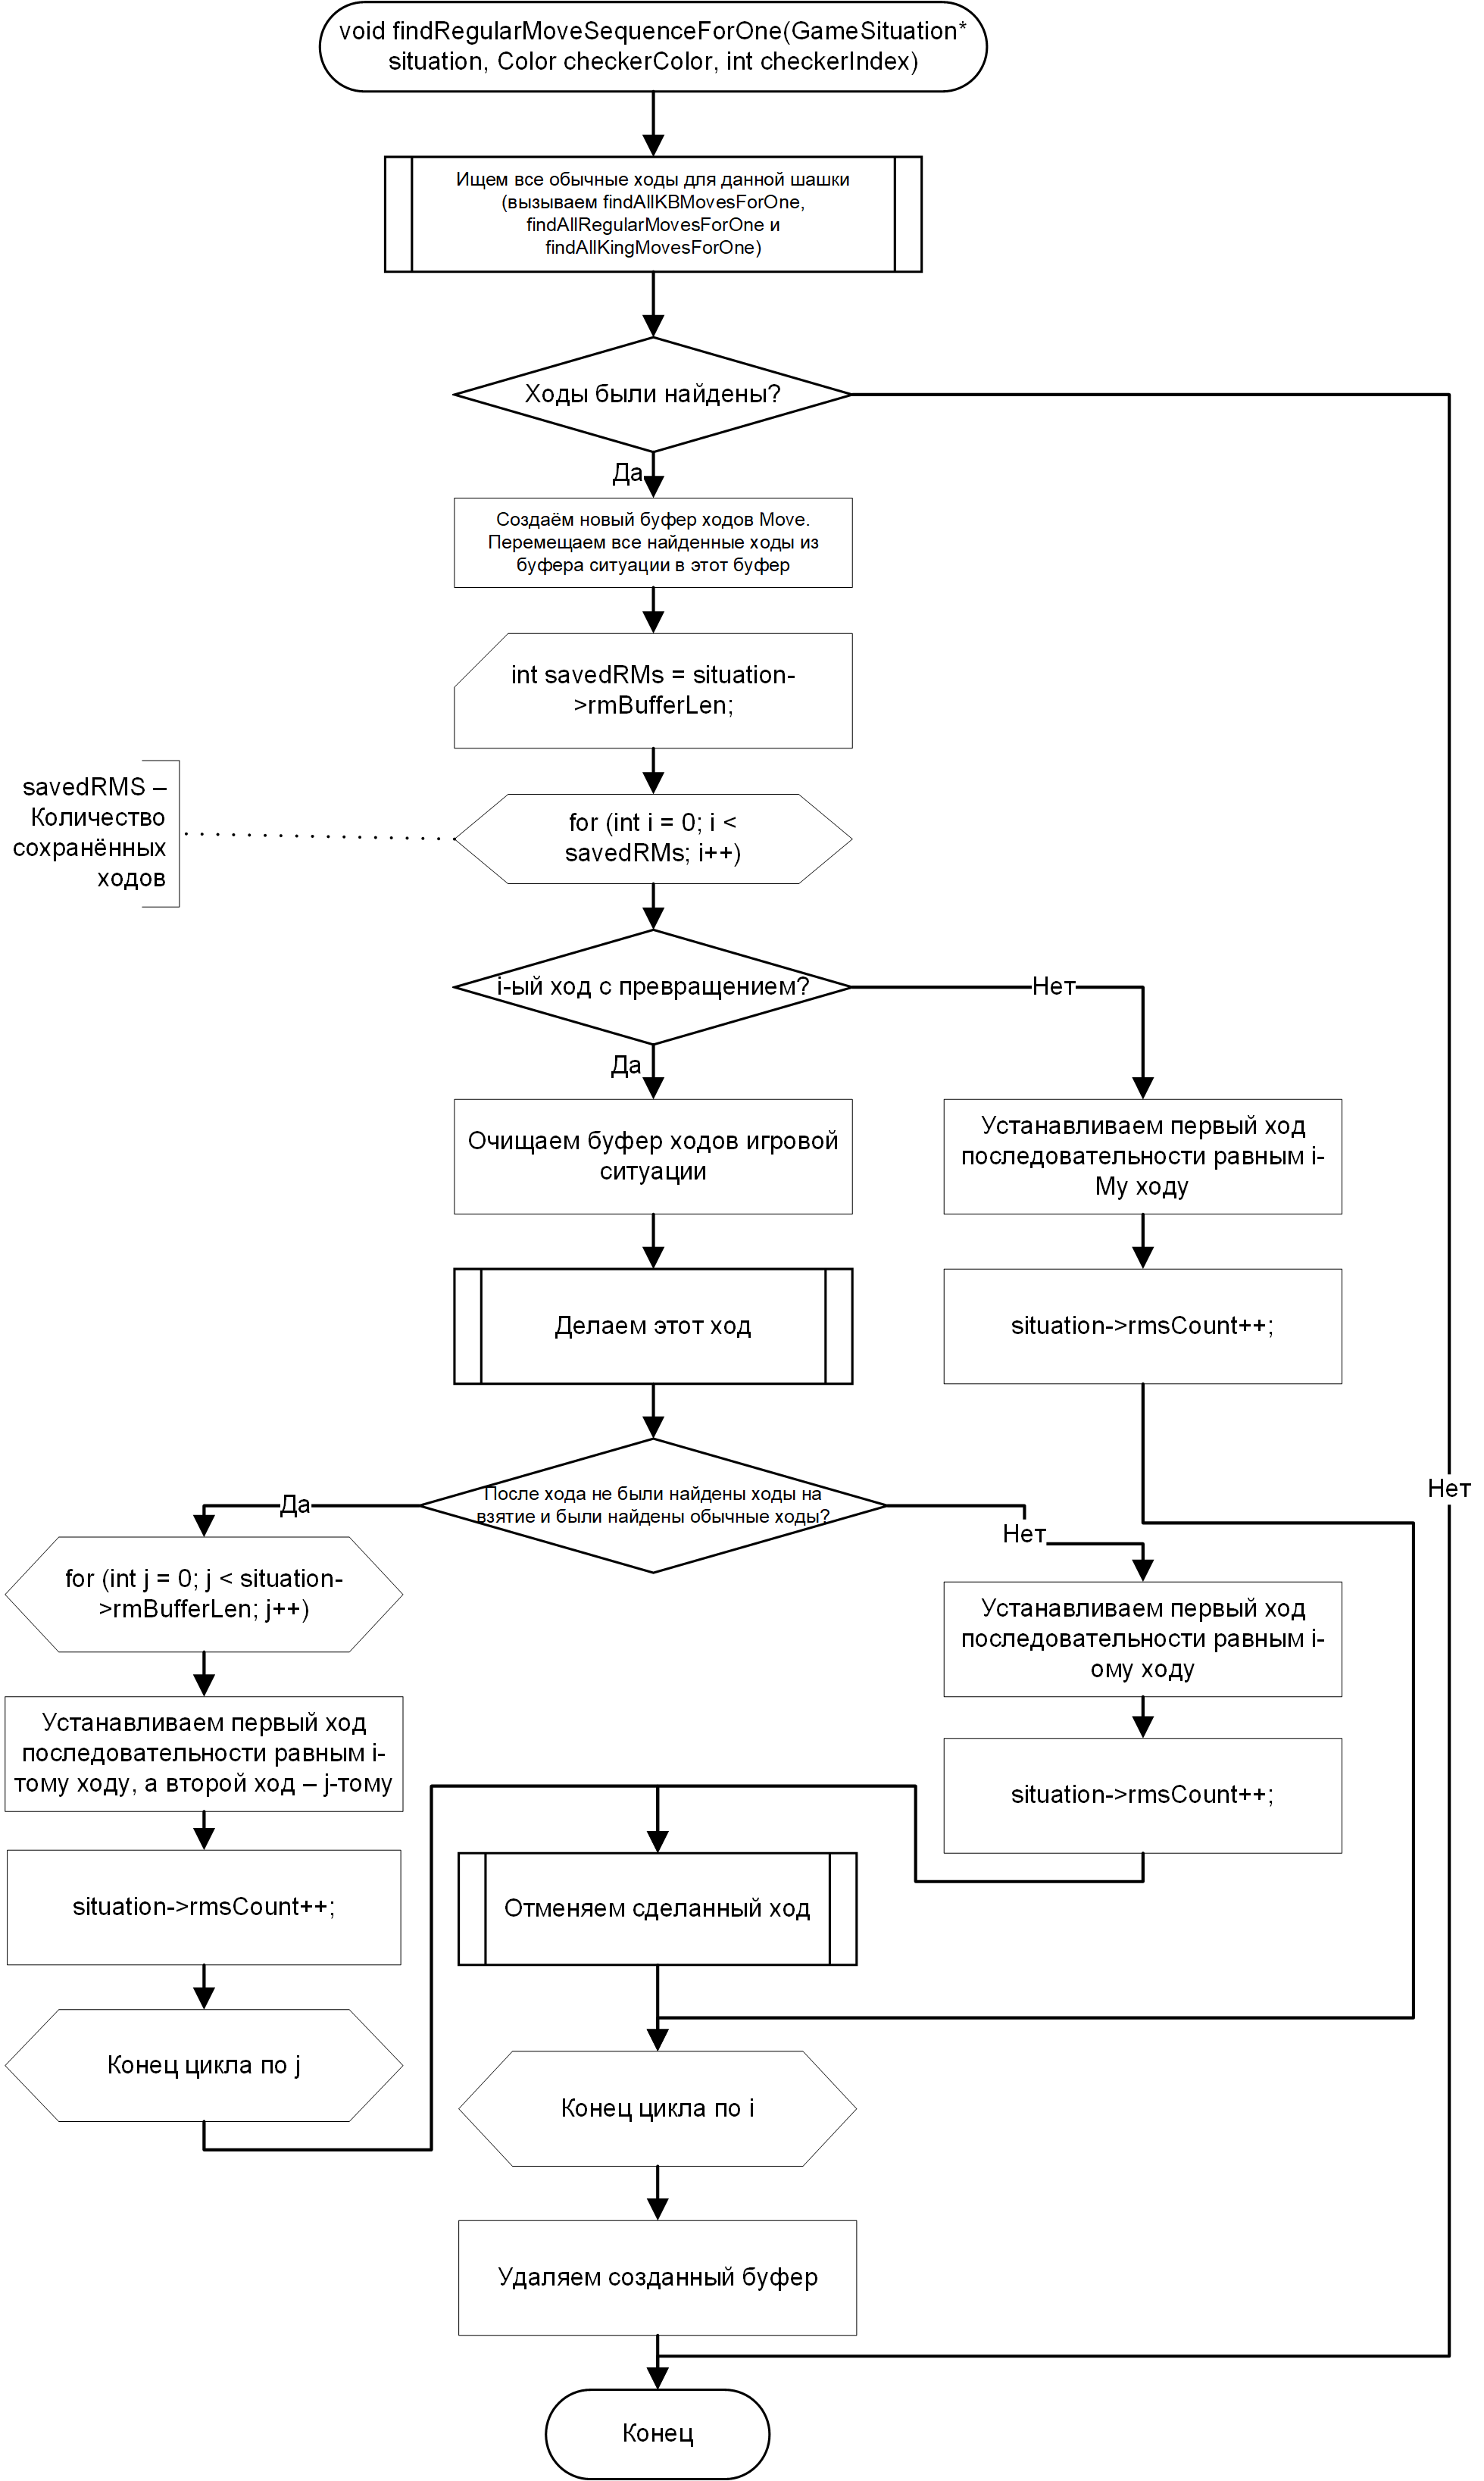 void findRegularMoveSequenceForOne(GameSituation*
situation, Color checkerColor, int checkerIndex)
Ищем все обычные ходы для данной шашки
(вызываем findAllKBMovesForOne,
findAllRegularMovesForOne и
findAllKingMovesForOne)
Ходы были найдены?
Да
Создаём новый буфер ходов Move.
Перемещаем все найденные ходы из
буфера ситуации в этот буфер
int savedRMs = situation-
>rmBufferLen;
savedRMS –
Количество
сохранённых
ходов
for (int i = 0; i <
savedRMs; i++)
i-ый ход с превращением?
Нет
Да
Очищаем буфер ходов игровой
ситуации
Устанавливаем первый ход
последовательности равным i-
Му ходу
Делаем этот ход
situation->rmsCount++;
После хода не были найдены ходы на
взятие и были найдены обычные ходы?
Да
Нет
Нет
for (int j = 0; j < situation-
>rmBufferLen; j++)
Устанавливаем первый ход
последовательности равным i-
ому ходу
Устанавливаем первый ход
последовательности равным i-
тому ходу, а второй ход – j-тому
situation->rmsCount++;
situation->rmsCount++;
Отменяем сделанный ход
Конец цикла по j
Конец цикла по i
Удаляем созданный буфер
Конец